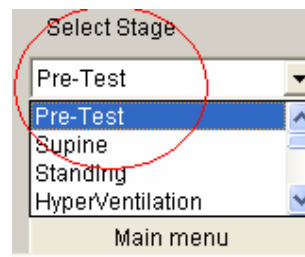 Select Stage
Pre-Test
Pre-Test
Supine
Standing
HyperVentilation
Main menu